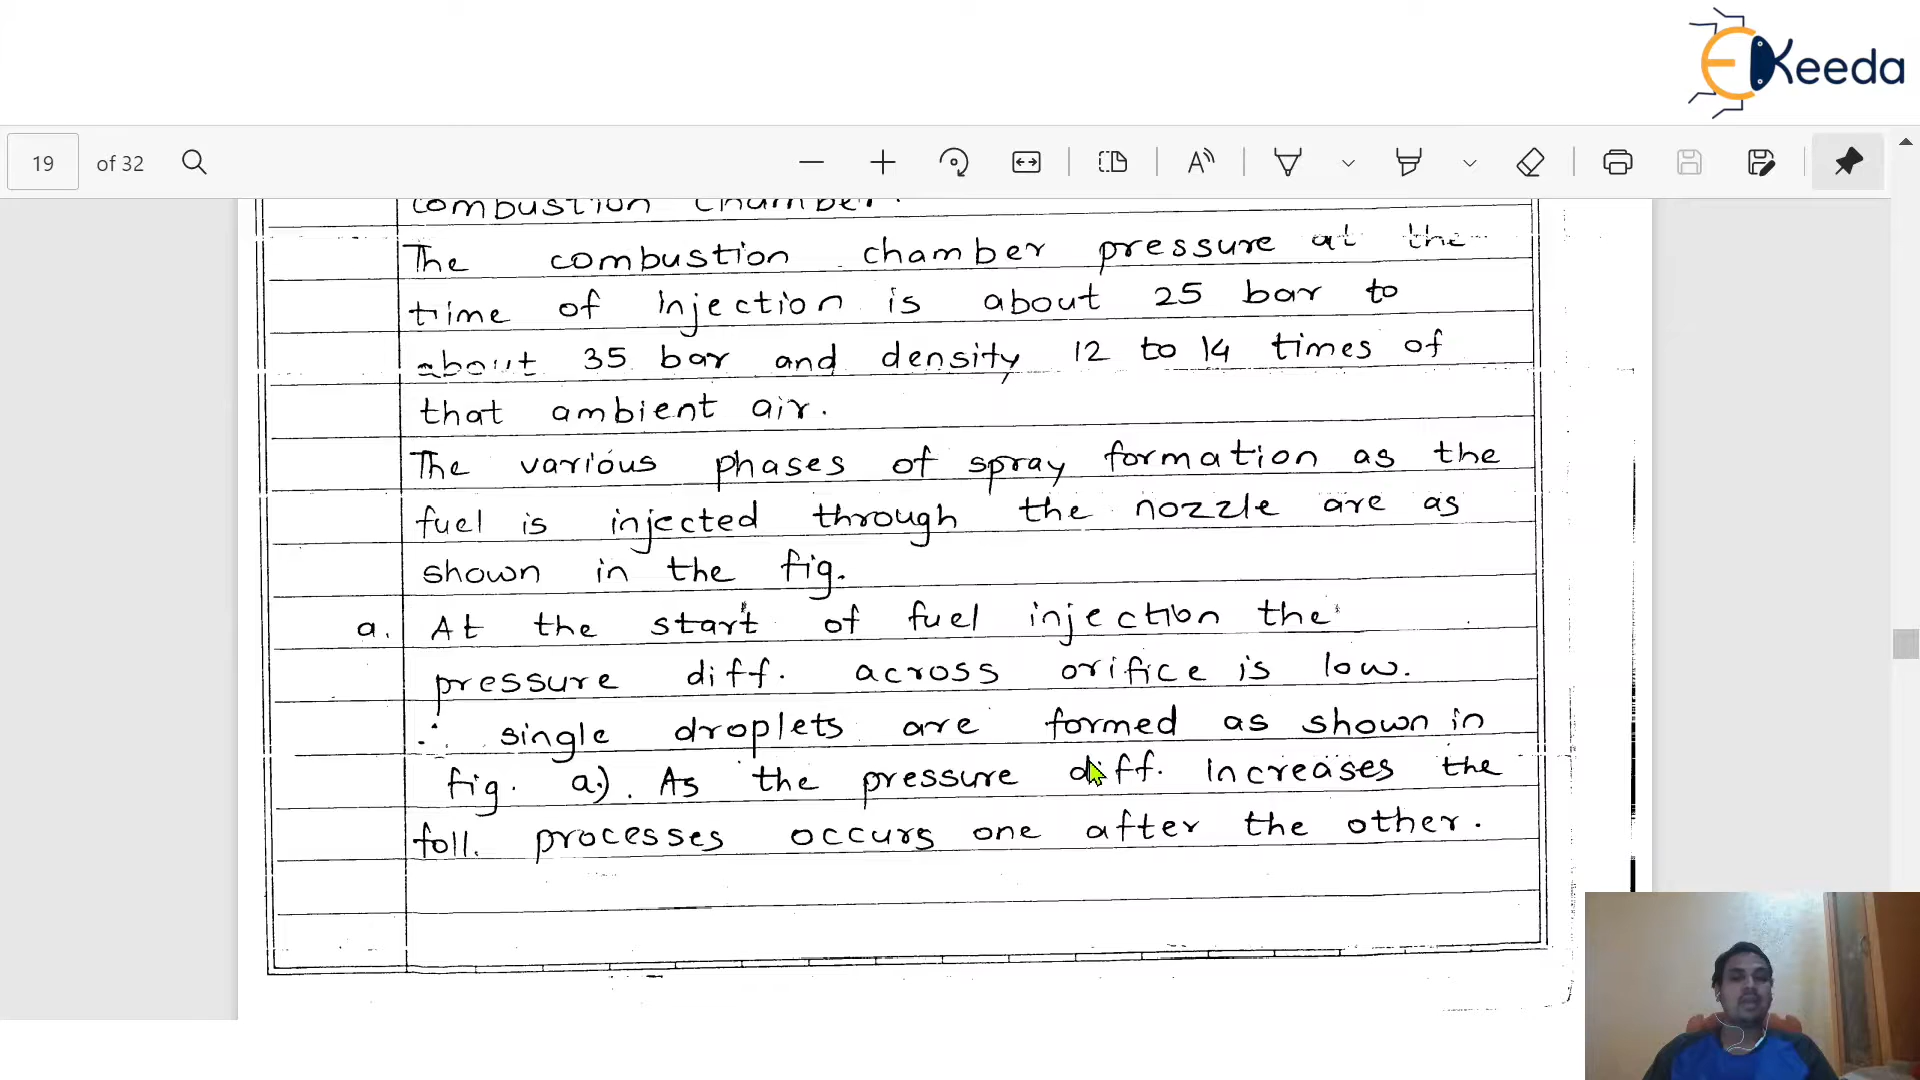 EKeeda
19 of 32
combustion chamber.
The combustion chamber pressure at the
time of injection is about 25 bar to
about 35 bar and density 12 to 14 times of
that ambient air.
The various phases of spray formation as the
fuel is injected through the nozzle are as
shown in the fig.
a. At the start of fuel injection the
pressure diff. across orifice is low.
∴ single droplets are formed as shown in
fig. a.). As the pressure diff. increases the
foll. processes occurs one after the other.